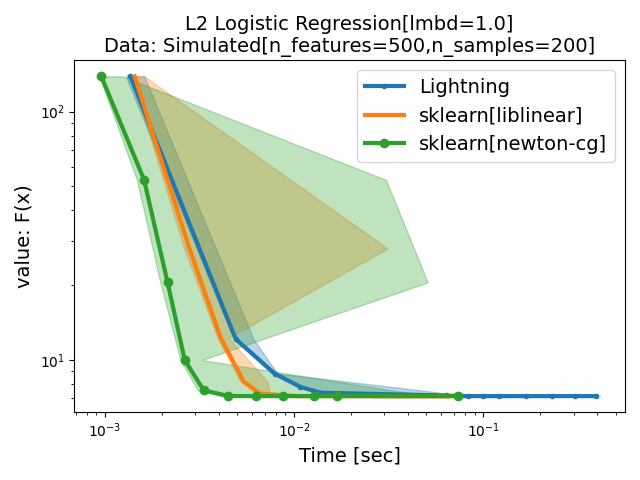 L2 Logistic Regression[lmbd=1.0]
Data: Simulated[n_features=500,n_samples=200]
Lightning
sklearn[liblinear]
sklearn[newton-cg]
value: F(x)
10²
10¹
10⁻³
10⁻²
10⁻¹
Time [sec]